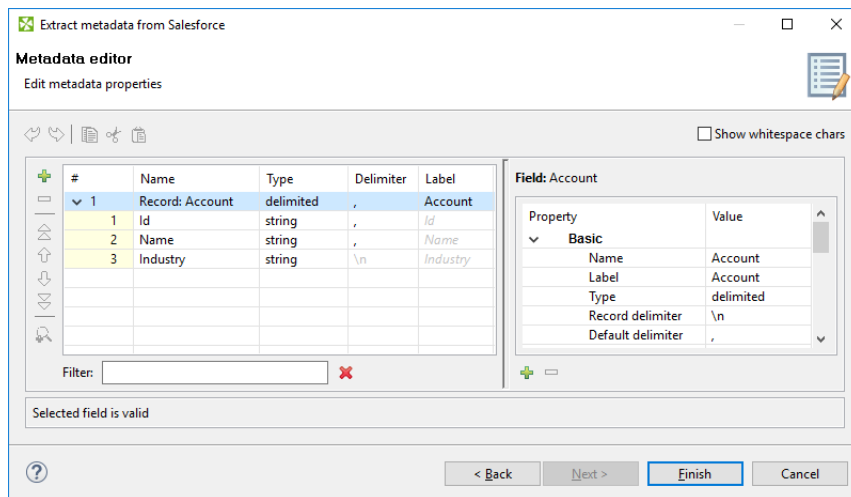 Extract metadata from Salesforce
Metadata editor
Edit metadata properties
Show whitespace chars
# Name Type Delimiter Label
1 Record: Account delimited , Account
1 Id string , Id
2 Name string , Name
3 Industry string \n Industry
Filter:
Field: Account
Property Value
Basic
Name Account
Label Account
Type delimited
Record delimiter \n
Default delimiter ,
Selected field is valid
< Back Next > Finish Cancel